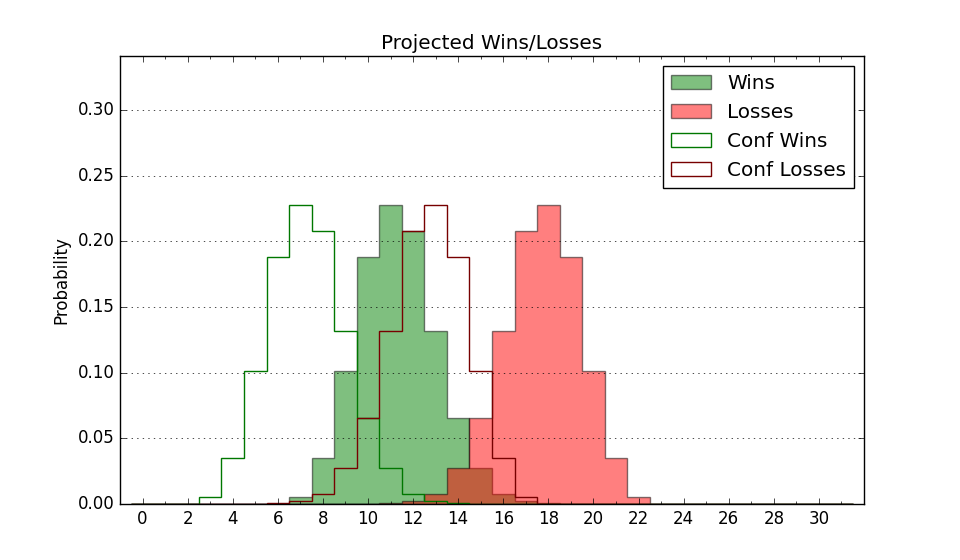 Projected Wins/Losses
Wins
Losses
Conf Wins
Conf Losses
Probability
0.30
0.25
0.20
0.15
0.10
0.05
0.00
0 2 4 6 8 10 12 14 16 18 20 22 24 26 28 30